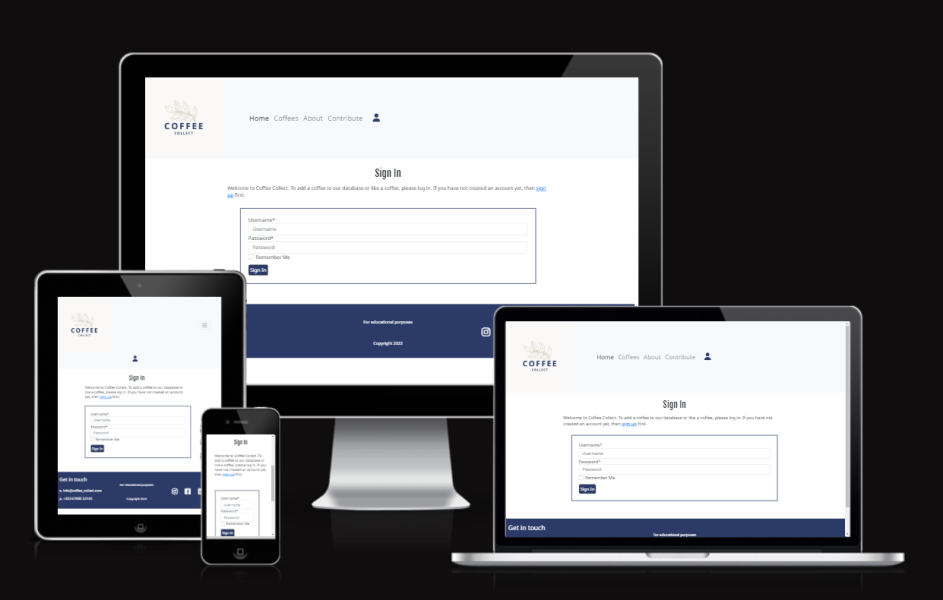 COFFEE
COLLECT
Home Coffees About Contribute
Sign In
Welcome to Coffee Collect. To add a coffee to our database or like a coffee, please log in. If you have not created an account yet, then sign
up first.
Username*
Username
Password*
Password
Remember Me
Sign In
For educational purposes
Copyright 2023
COFFEE
COLLECT
Sign In
Welcome to Coffee Collect. To add a coffee to our database or
like a coffee, please log in. If you have not created an account
yet, then sign up first.
Username*
Username
Password*
Password
Remember Me
Sign In
Get in touch
For educational purposes
Copyright 2023
Sign In
Welcome to Coffee Collect. To add a
coffee to our database or like a
coffee, please log in. If you
have not created an account yet,
then sign up first.
Username*
Username
Password*
Password
Remember Me
Sign In
COFFEE
COLLECT
Home Coffees About Contribute
Sign In
Welcome to Coffee Collect. To add a coffee to our database or like a coffee, please log in. If you have not
created an account yet, then sign up first.
Username*
Username
Password*
Password
Remember Me
Sign In
Get in touch
For educational purposes